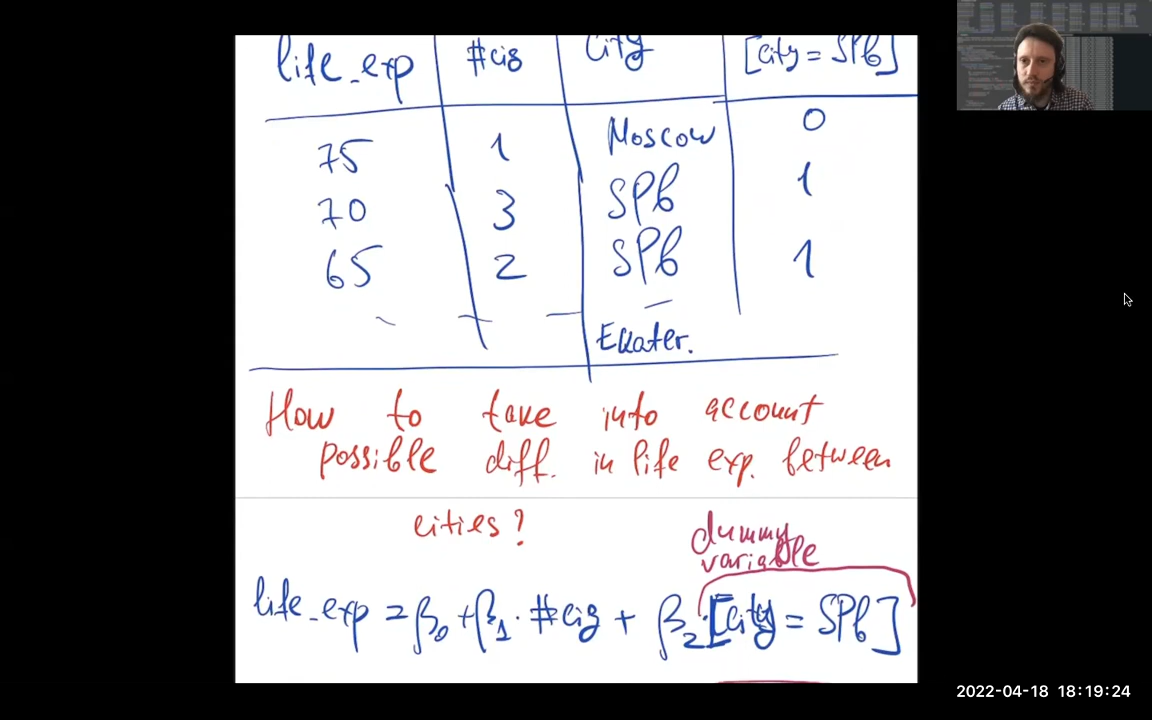 life_exp #cig City [City = SPb]
75 1 Moscow 0
70 3 SPb 1
65 2 SPb 1
Ekater.
How to take into account
possible diff. in life exp. between
cities?
dummy
variable
life_exp = β₀ + β₁ · #cig + β₂ · [City = SPb]
2022-04-18 18:19:24